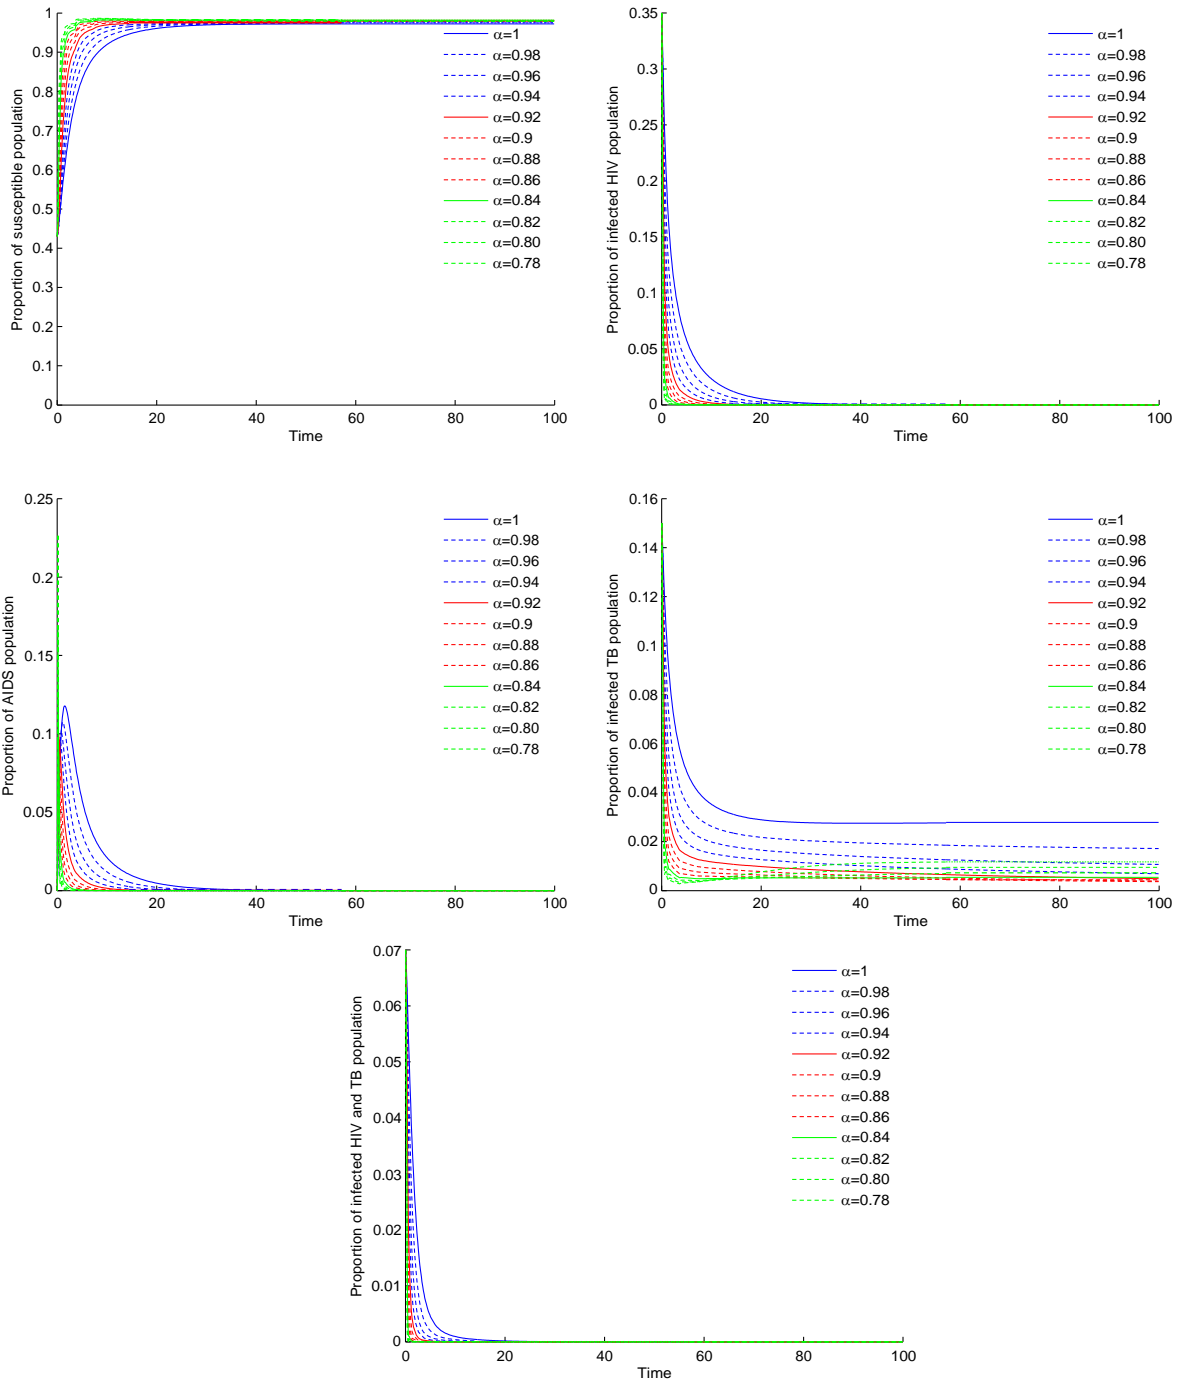 Proportion of susceptible population
1
0.9
0.8
0.7
0.6
0.5
0.4
0.3
0.2
0.1
0
0 20 40 60 80 100
Time
α=1
α=0.98
α=0.96
α=0.94
α=0.92
α=0.9
α=0.88
α=0.86
α=0.84
α=0.82
α=0.80
α=0.78
Proportion of infected HIV population
0.35
0.3
0.25
0.2
0.15
0.1
0.05
0
0 20 40 60 80 100
Time
α=1
α=0.98
α=0.96
α=0.94
α=0.92
α=0.9
α=0.88
α=0.86
α=0.84
α=0.82
α=0.80
α=0.78
Proportion of AIDS population
0.25
0.2
0.15
0.1
0.05
0
0 20 40 60 80 100
Time
α=1
α=0.98
α=0.96
α=0.94
α=0.92
α=0.9
α=0.88
α=0.86
α=0.84
α=0.82
α=0.80
α=0.78
Proportion of infected TB population
0.16
0.14
0.12
0.1
0.08
0.06
0.04
0.02
0
0 20 40 60 80 100
Time
α=1
α=0.98
α=0.96
α=0.94
α=0.92
α=0.9
α=0.88
α=0.86
α=0.84
α=0.82
α=0.80
α=0.78
Proportion of infected HIV and TB population
0.07
0.06
0.05
0.04
0.03
0.02
0.01
0
0 20 40 60 80 100
Time
α=1
α=0.98
α=0.96
α=0.94
α=0.92
α=0.9
α=0.88
α=0.86
α=0.84
α=0.82
α=0.80
α=0.78